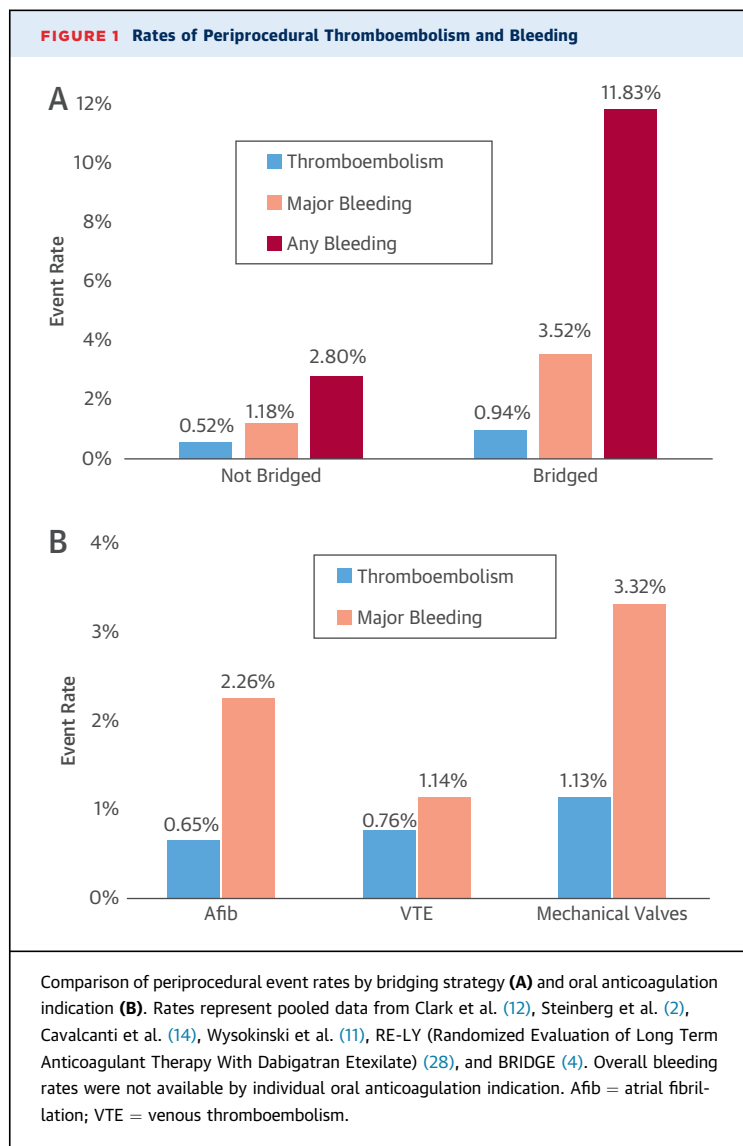 FIGURE 1 Rates of Periprocedural Thromboembolism and Bleeding
A
12%
10%
8%
6%
4%
2%
0%
Event Rate
Thromboembolism
Major Bleeding
Any Bleeding
0.52%
1.18%
2.80%
0.94%
3.52%
11.83%
Not Bridged
Bridged
B
4%
3%
2%
1%
0%
Event Rate
Thromboembolism
Major Bleeding
0.65%
2.26%
0.76%
1.14%
1.13%
3.32%
Afib
VTE
Mechanical Valves
Comparison of periprocedural event rates by bridging strategy (A) and oral anticoagulation
indication (B). Rates represent pooled data from Clark et al. (12), Steinberg et al. (2),
Cavalcanti et al. (14), Wysokinski et al. (11), RE-LY (Randomized Evaluation of Long Term
Anticoagulant Therapy With Dabigatran Etexilate) (28), and BRIDGE (4). Overall bleeding
rates were not available by individual oral anticoagulation indication. Afib = atrial fibril-
lation; VTE = venous thromboembolism.